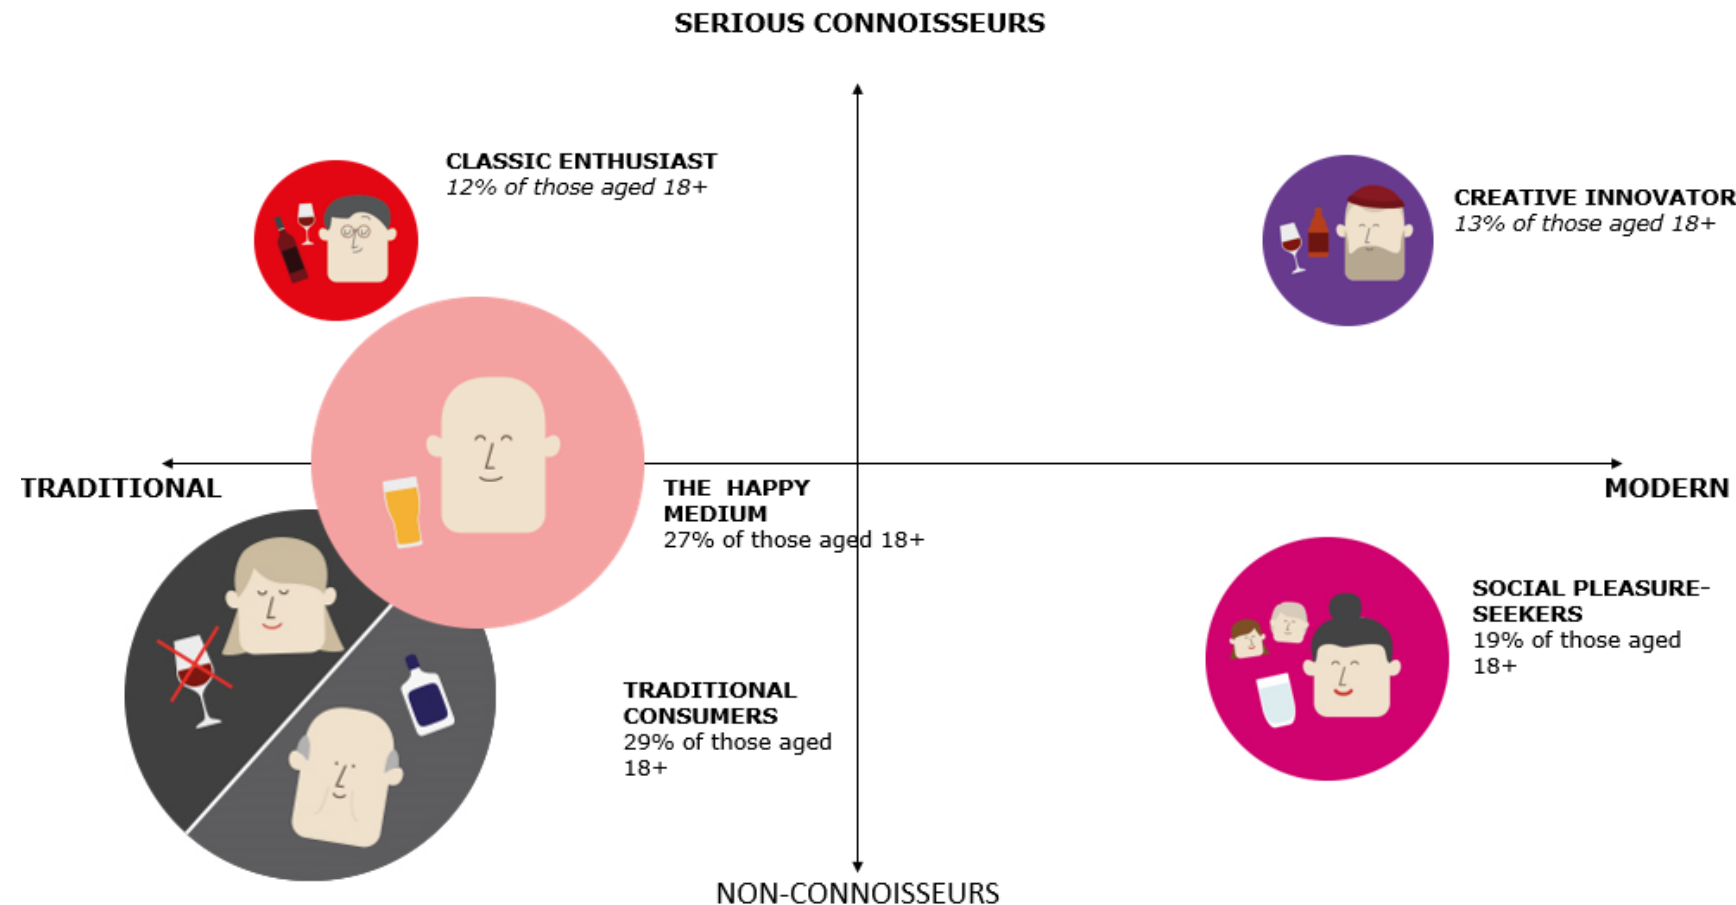 SERIOUS CONNOISSEURS
CLASSIC ENTHUSIAST
12% of those aged 18+
CREATIVE INNOVATOR
13% of those aged 18+
TRADITIONAL
MODERN
THE HAPPY
MEDIUM
27% of those aged 18+
SOCIAL PLEASURE-
SEEKERS
19% of those aged
18+
TRADITIONAL
CONSUMERS
29% of those aged
18+
NON-CONNOISSEURS